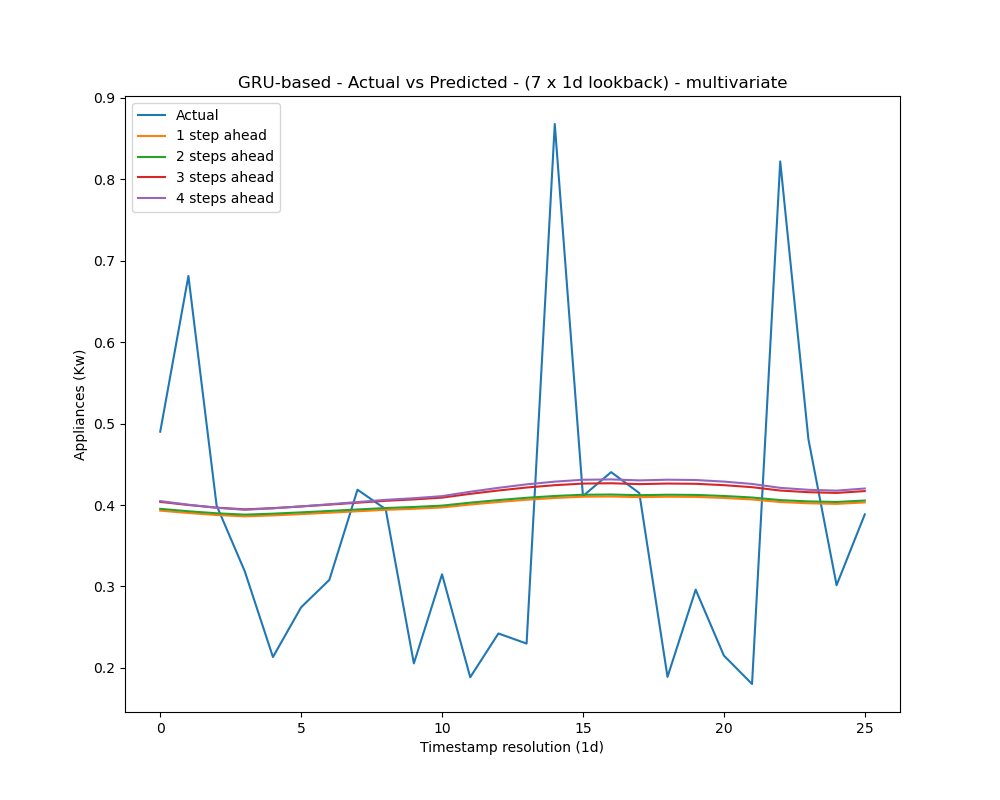 GRU-based - Actual vs Predicted - (7 x 1d lookback) - multivariate
Actual
1 step ahead
2 steps ahead
3 steps ahead
4 steps ahead
Appliances (Kw)
0.9
0.8
0.7
0.6
0.5
0.4
0.3
0.2
0
5
10
15
20
25
Timestamp resolution (1d)